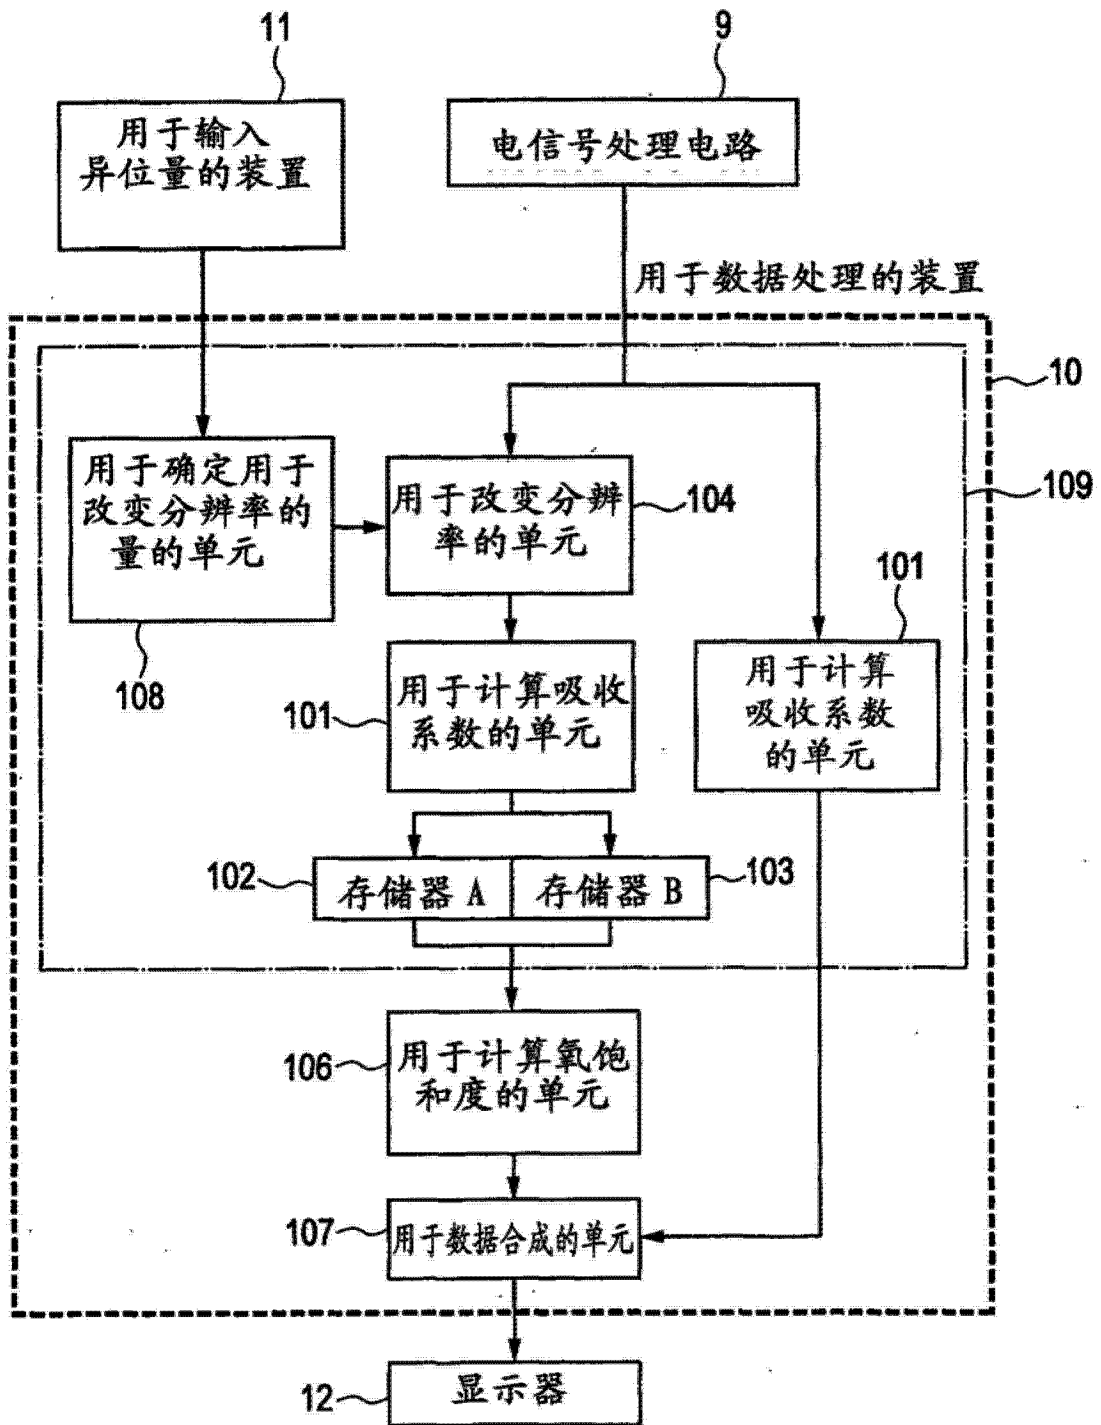 11
9
用于输入
异位量的装置
电信号处理电路
用于数据处理的装置
10
109
用于确定用于
改变分辨率的
量的单元
108
用于改变分辨
率的单元
104
101
用于计算吸收
系数的单元
101
用于计算
吸收系数
的单元
102
存储器 A
存储器 B
103
106
用于计算氧饱
和度的单元
107
用于数据合成的单元
12
显示器